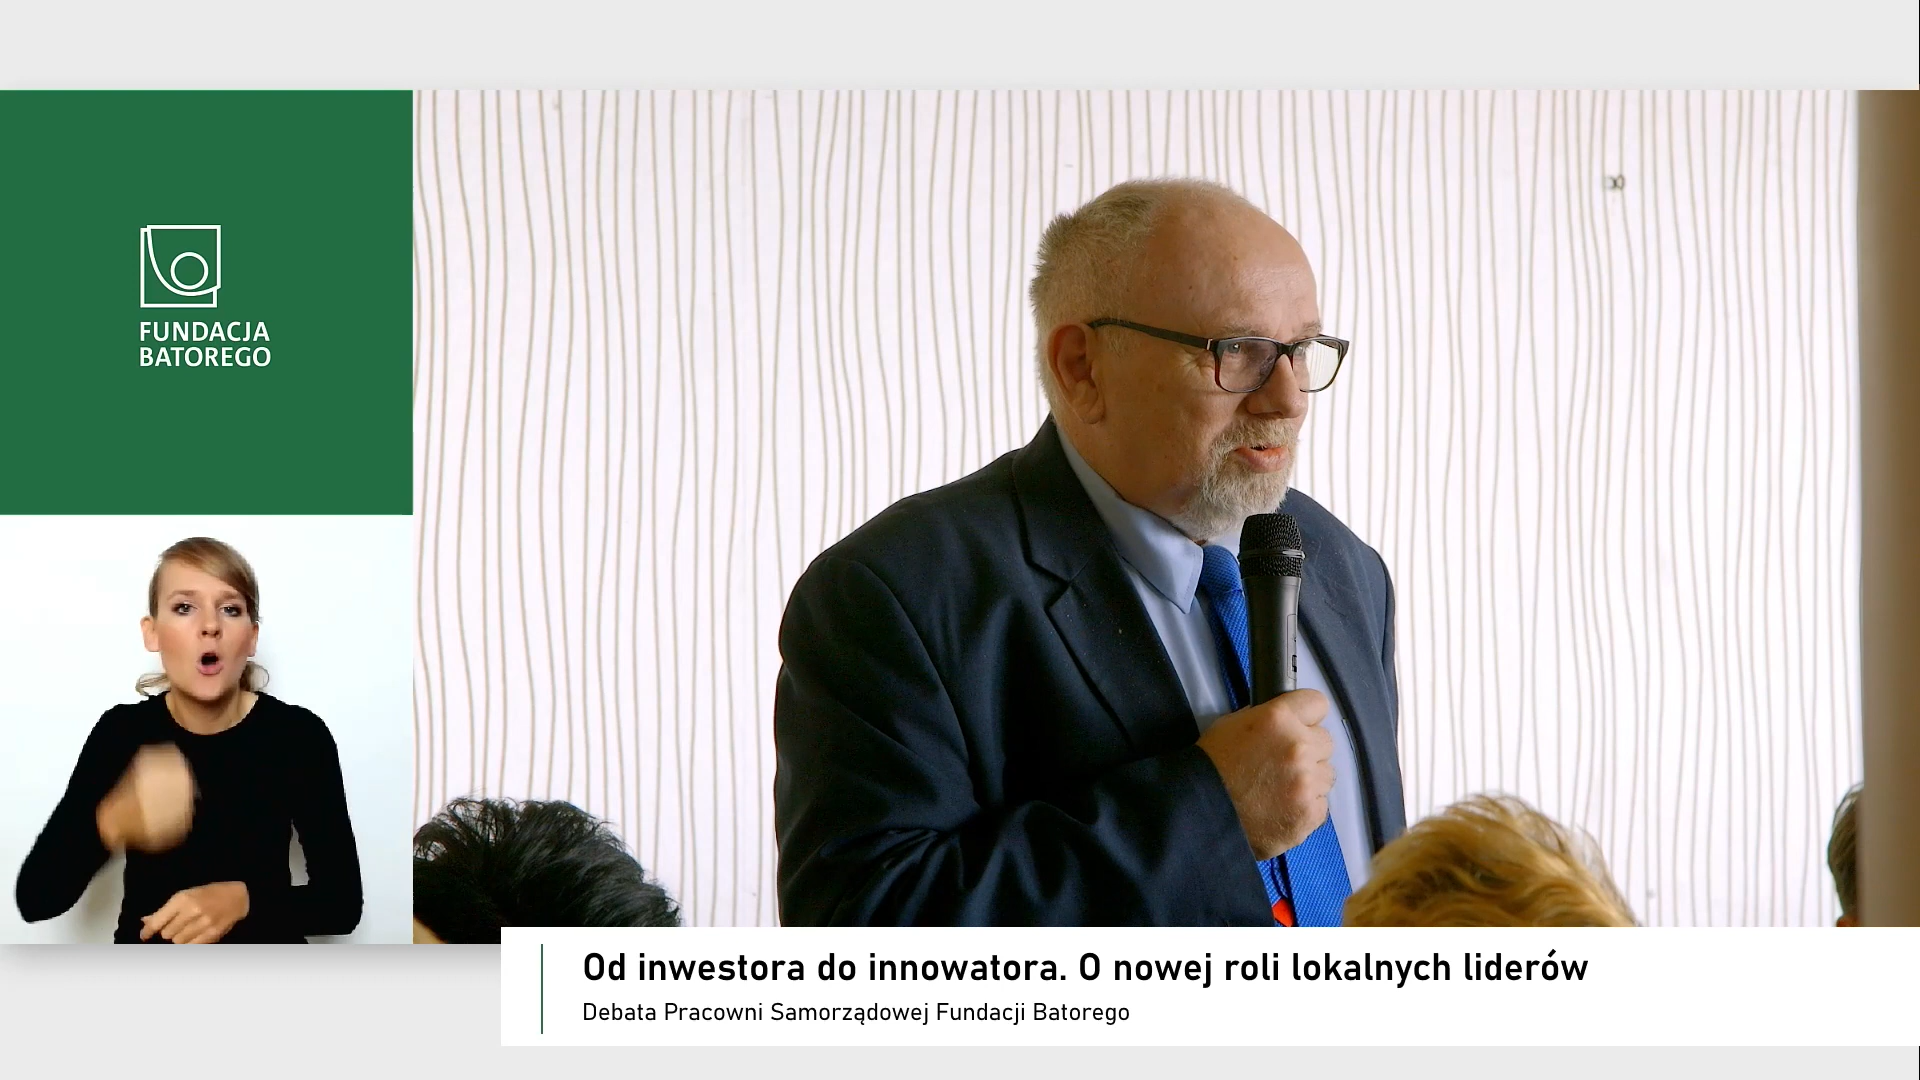 FUNDACJA
BATOREGO
Od inwestora do innowatora. O nowej roli lokalnych liderów
Debata Pracowni Samorządowej Fundacji Batorego